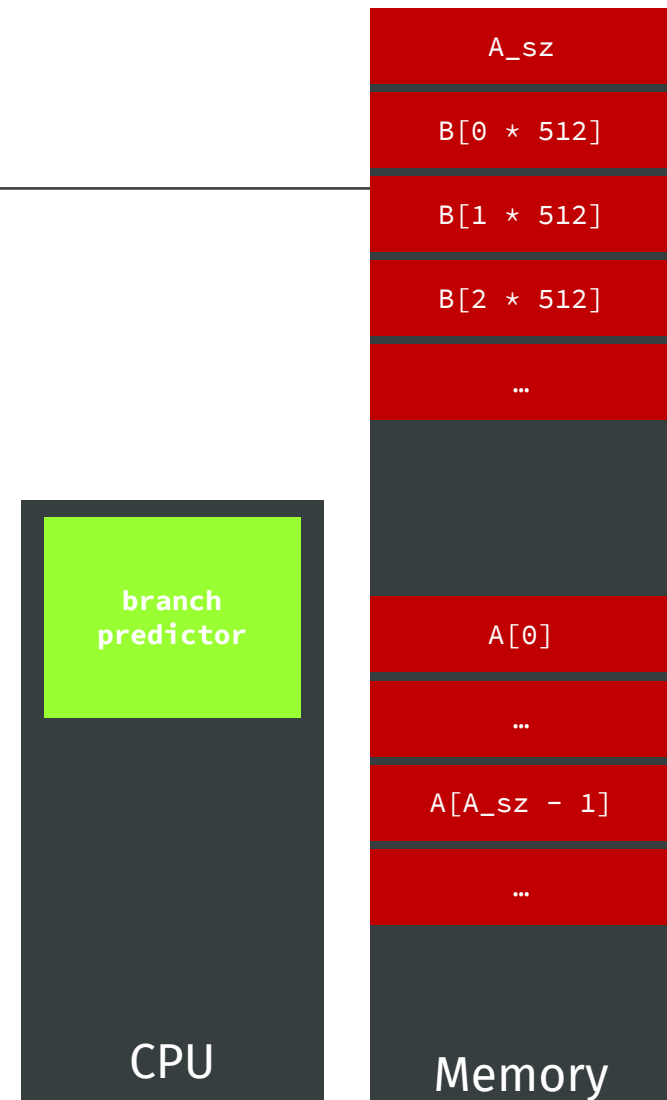 A_sz
B[0 * 512]
B[1 * 512]
B[2 * 512]
…
branch
predictor
A[0]
…
A[A_sz - 1]
…
CPU
Memory